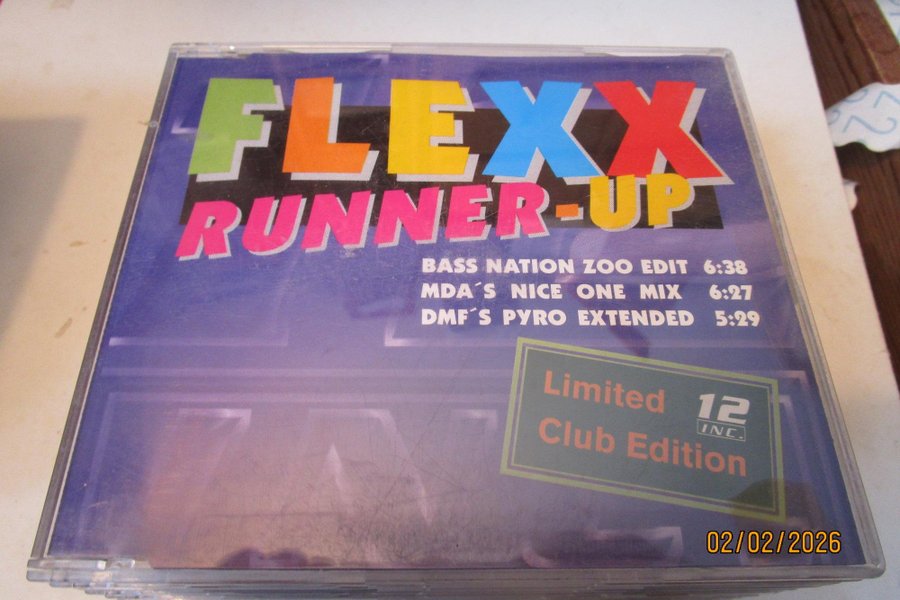 FLEXX
RUNNER-UP
BASS NATION ZOO EDIT 6:38
MDA´S NICE ONE MIX 6:27
DMF´S PYRO EXTENDED 5:29
Limited
Club Edition
12
INC.
02/02/2026